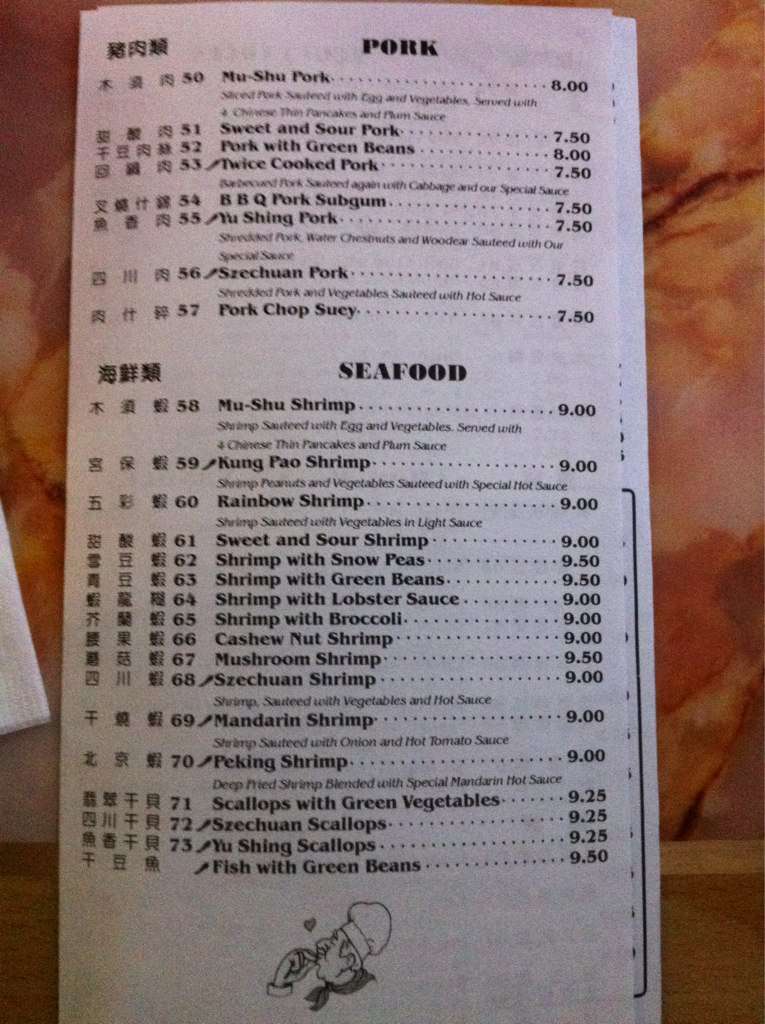 豬肉類 PORK
木須肉 50 Mu-Shu Pork 8.00
Sliced Pork Sauteed with Egg and Vegetables, Served with
4 Chinese Thin Pancakes and Plum Sauce
甜酸肉 51 Sweet and Sour Pork 7.50
干豆肉絲 52 Pork with Green Beans 8.00
回鍋肉 53 Twice Cooked Pork 7.50
Barbecued Pork Sauteed again with Cabbage and our Special Sauce
叉燒什錦 54 B B Q Pork Subgum 7.50
魚香肉 55 Yu Shing Pork 7.50
Shredded Pork, Water Chestnuts and Woodear Sauteed with Our
Special Sauce
四川肉 56 Szechuan Pork 7.50
Shredded Pork and Vegetables Sauteed with Hot Sauce
肉什碎 57 Pork Chop Suey 7.50
海鮮類 SEAFOOD
木須蝦 58 Mu-Shu Shrimp 9.00
Shrimp Sauteed with Egg and Vegetables. Served with
4 Chinese Thin Pancakes and Plum Sauce
宮保蝦 59 Kung Pao Shrimp 9.00
Shrimp Peanuts and Vegetables Sauteed with Special Hot Sauce
五彩蝦 60 Rainbow Shrimp 9.00
Shrimp Sauteed with Vegetables in Light Sauce
甜酸蝦 61 Sweet and Sour Shrimp 9.00
雪豆蝦 62 Shrimp with Snow Peas 9.50
青豆蝦 63 Shrimp with Green Beans 9.50
蝦龍糊 64 Shrimp with Lobster Sauce 9.00
芥蘭蝦 65 Shrimp with Broccoli 9.00
腰果蝦 66 Cashew Nut Shrimp 9.00
蘑菇蝦 67 Mushroom Shrimp 9.50
四川蝦 68 Szechuan Shrimp 9.00
Shrimp, Sauteed with Vegetables and Hot Sauce
干燒蝦 69 Mandarin Shrimp 9.00
Shrimp Sauteed with Onion and Hot Tomato Sauce
北京蝦 70 Peking Shrimp 9.00
Deep Fried Shrimp Blended with Special Mandarin Hot Sauce
翡翠干貝 71 Scallops with Green Vegetables 9.25
四川干貝 72 Szechuan Scallops 9.25
魚香干貝 73 Yu Shing Scallops 9.25
干豆魚 Fish with Green Beans 9.50